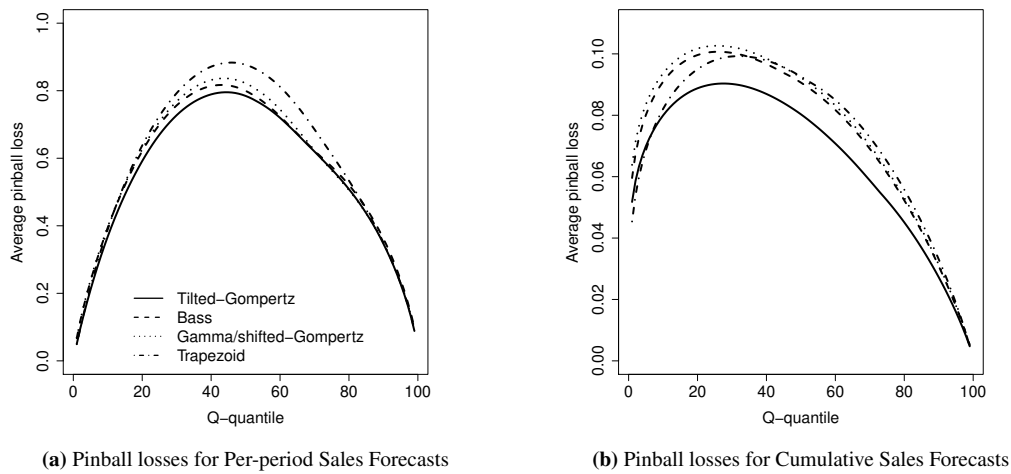 1.0
0.8
0.6
0.4
0.2
0.0
Average pinball loss
Tilted−Gompertz
Bass
Gamma/shifted−Gompertz
Trapezoid
0 20 40 60 80 100
Q−quantile
(a) Pinball losses for Per-period Sales Forecasts
0.10
0.08
0.06
0.04
0.02
0.00
Average pinball loss
0 20 40 60 80 100
Q−quantile
(b) Pinball losses for Cumulative Sales Forecasts